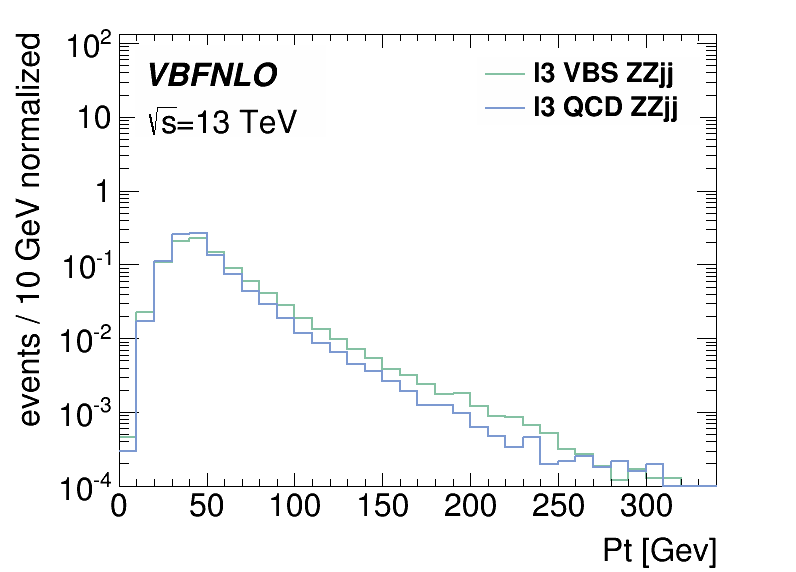 events / 10 GeV normalized
10²
10
1
10⁻¹
10⁻²
10⁻³
10⁻⁴
VBFNLO
√s=13 TeV
l3 VBS ZZjj
l3 QCD ZZjj
0 50 100 150 200 250 300
Pt [Gev]